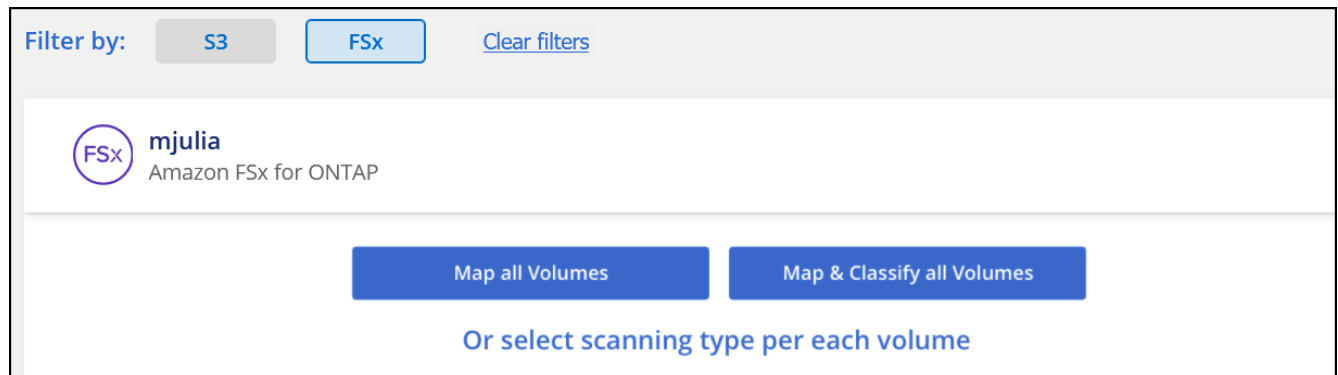 Filter by: S3 FSx Clear filters
FSx
mjulia
Amazon FSx for ONTAP
Map all Volumes Map & Classify all Volumes
Or select scanning type per each volume